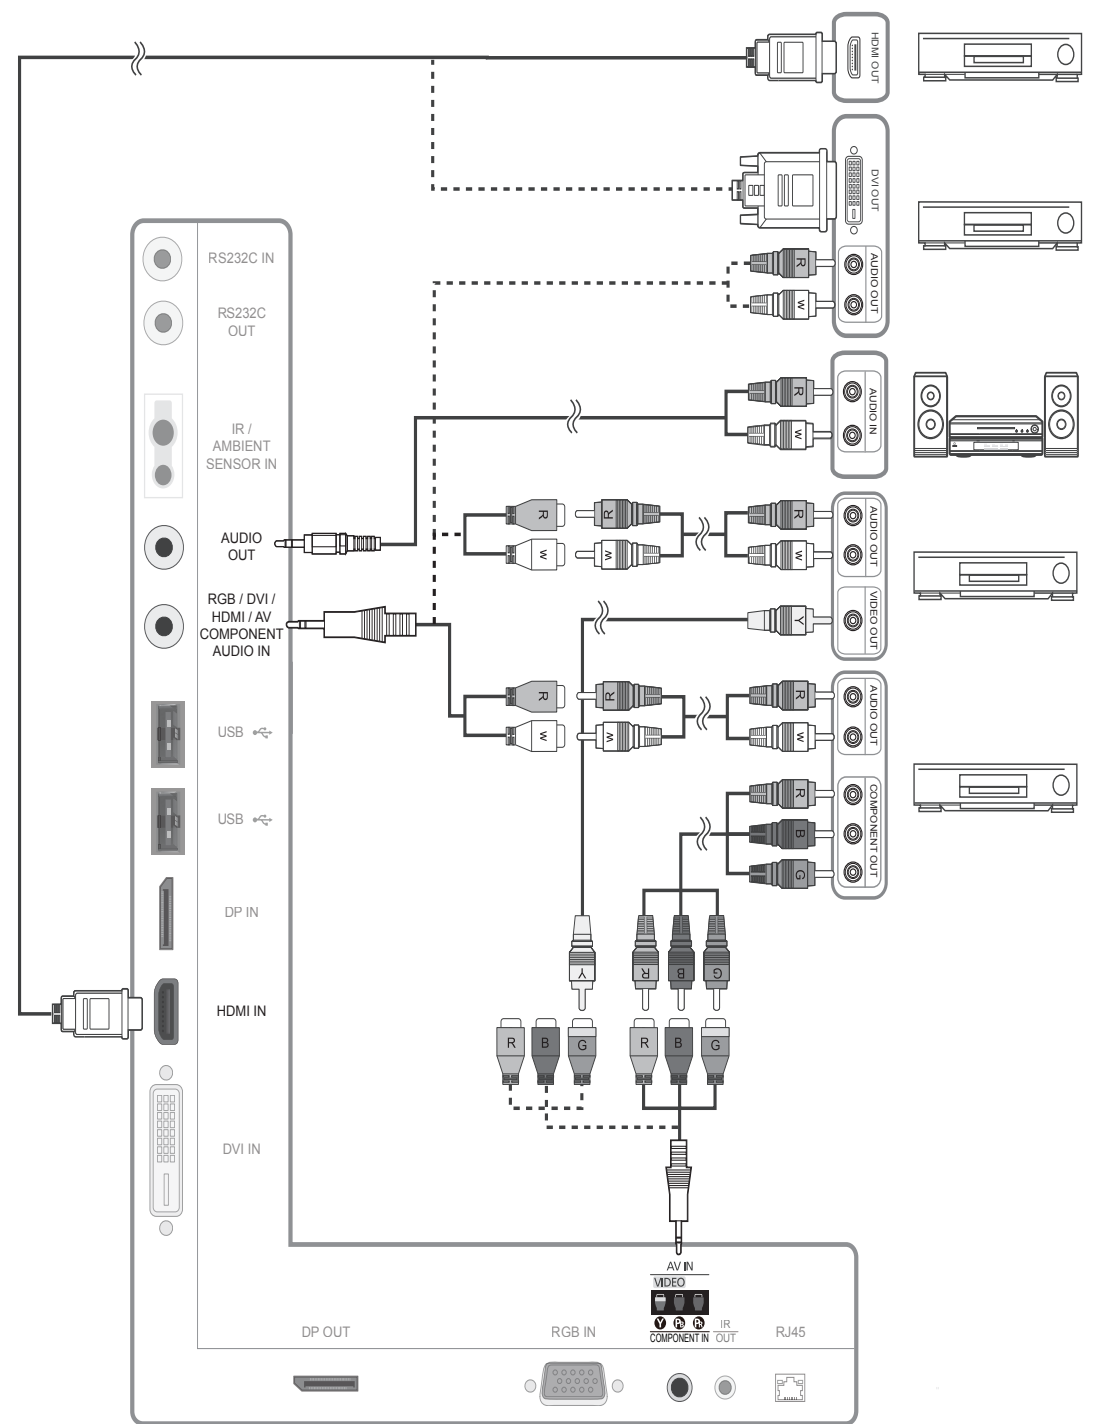 HDMI OUT
DVI OUT
R
W
AUDIO OUT
RS232C IN
RS232C
OUT
R
W
AUDIO IN
IR /
AMBIENT
SENSOR IN
AUDIO
OUT
R
R
R
W
W
W
AUDIO OUT
RGB / DVI /
HDMI / AV
COMPONENT
AUDIO IN
Y
VIDEO OUT
R
R
R
W
W
W
AUDIO OUT
USB
USB
R
B
G
COMPONENT OUT
DP IN
Y
R
B
G
HDMI IN
R
B
G
R
B
G
DVI IN
AV IN
VIDEO
Y
PB
PR
COMPONENT IN
IR
OUT
DP OUT
RGB IN
RJ45